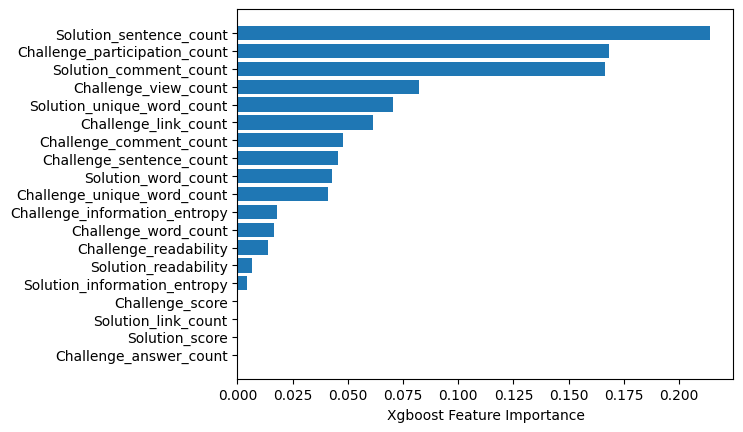 Solution_sentence_count
Challenge_participation_count
Solution_comment_count
Challenge_view_count
Solution_unique_word_count
Challenge_link_count
Challenge_comment_count
Challenge_sentence_count
Solution_word_count
Challenge_unique_word_count
Challenge_information_entropy
Challenge_word_count
Challenge_readability
Solution_readability
Solution_information_entropy
Challenge_score
Solution_link_count
Solution_score
Challenge_answer_count
0.000 0.025 0.050 0.075 0.100 0.125 0.150 0.175 0.200
Xgboost Feature Importance